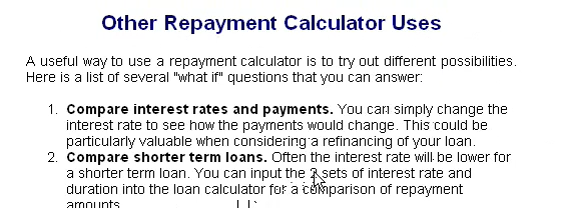 Other Repayment Calculator Uses
A useful way to use a repayment calculator is to try out different possibilities.
Here is a list of several "what if" questions that you can answer:
1. Compare interest rates and payments. You can simply change the
interest rate to see how the payments would change. This could be
particularly valuable when considering a refinancing of your loan.
2. Compare shorter term loans. Often the interest rate will be lower for
a shorter term loan. You can input the 2 sets of interest rate and
duration into the loan calculator for a comparison of repayment
amounts